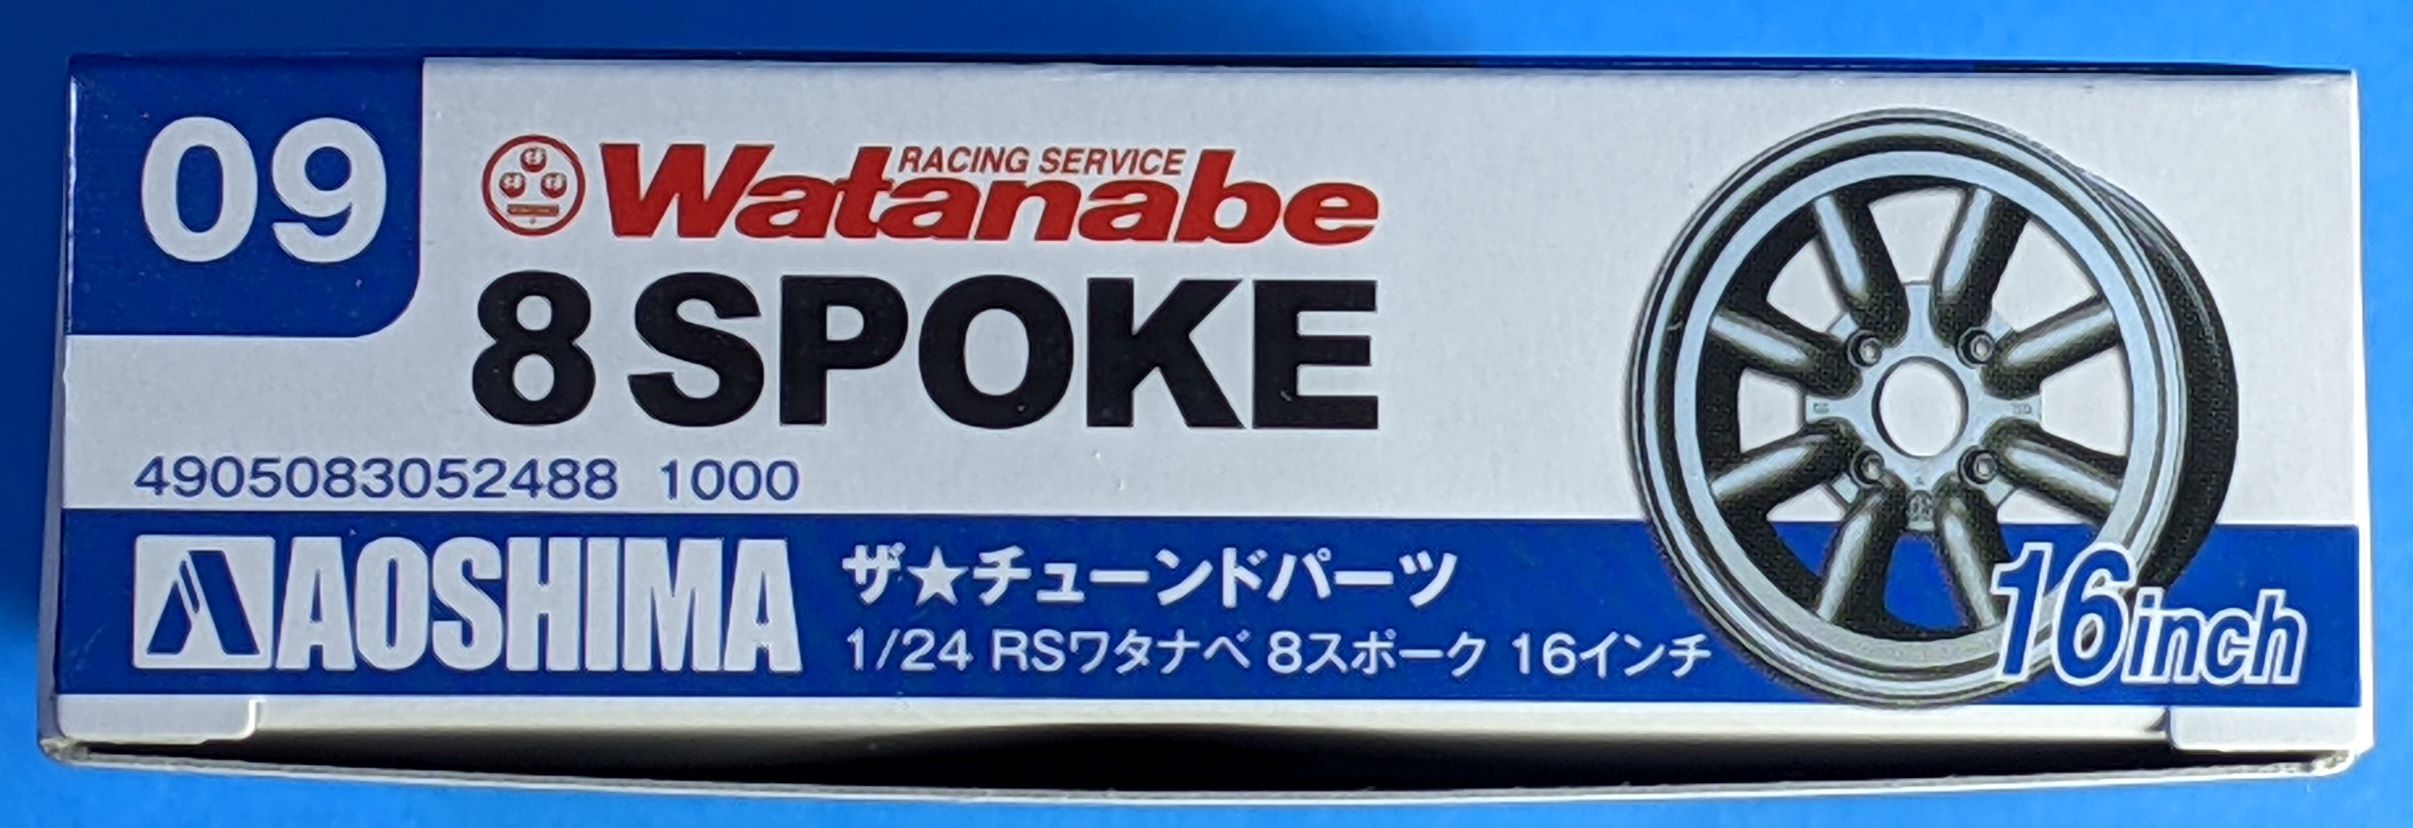 09
RACING SERVICE
Watanabe
8 SPOKE
4905083052488 1000
AOSHIMA
ザ★チューンドパーツ
1/24 RSワタナベ 8スポーク 16インチ
16inch